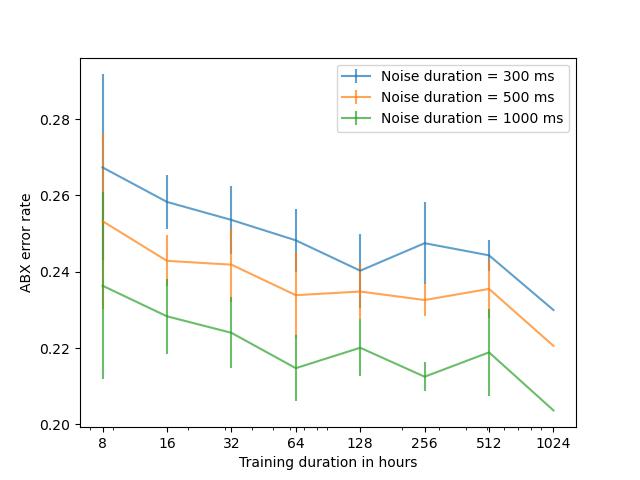 Noise duration = 300 ms
Noise duration = 500 ms
Noise duration = 1000 ms
0.28
0.26
0.24
0.22
0.20
ABX error rate
8 16 32 64 128 256 512 1024
Training duration in hours